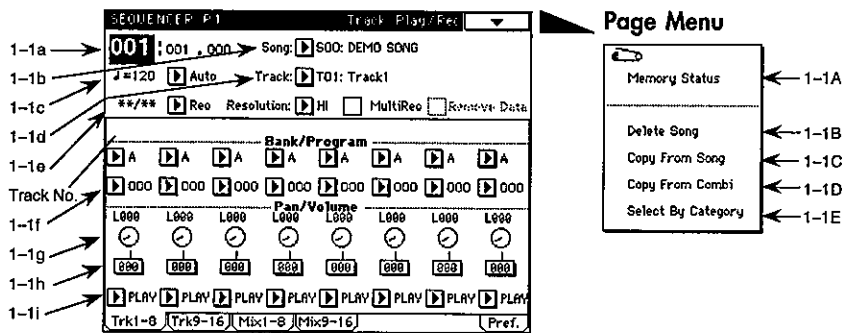 SEQUENCER P1 Track Play/Rec
Page Menu
001 : 001 . 000 Song: S00: DEMO SONG
♩=120 Auto Track: T01: Track1
**/** Reo Resolution: HI MultiReo Remove Data
Bank/Program
A A A A A A A A
000 000 000 000 000 000 000 000
Pan/Volume
L000 L000 L000 L000 L000 L000 L000 L000
000 000 000 000 000 000 000 000
PLAY PLAY PLAY PLAY PLAY PLAY PLAY PLAY
Trk1-8 Trk9-16 Mix1-8 Mix9-16 Pref.
1-1a
1-1b
1-1c
1-1d
1-1e
Track No.
1-1f
1-1g
1-1h
1-1i
Memory Status 1-1A
Delete Song 1-1B
Copy From Song 1-1C
Copy From Combi 1-1D
Select By Category 1-1E